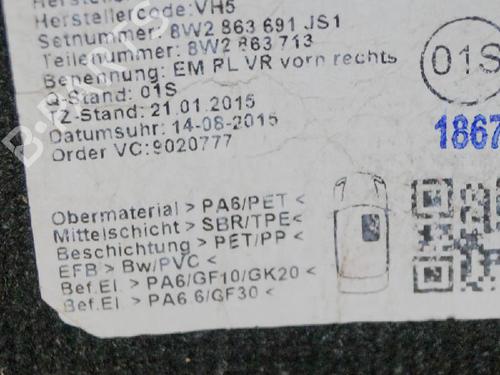 Herstellercode: VH5
Setnummer: 8W2 863 691 JS1
Teilenummer: 8W2 863 713
Benennung: EM PL VR vorn rechts
Q-Stand: 01S
TZ-Stand: 21.01.2015
Datumsuhr: 14-08-2015
Order VC:9020777
01S
1867
Obermaterial > PA6/PET <
Mittelschicht > SBR/TPE <
Beschichtung > PET/PP <
EFB > Bw/PVC <
Bef.El. > PA6/GF10/GK20 <
Bef.El. > PA6 6/GF30 <
B-PARTS